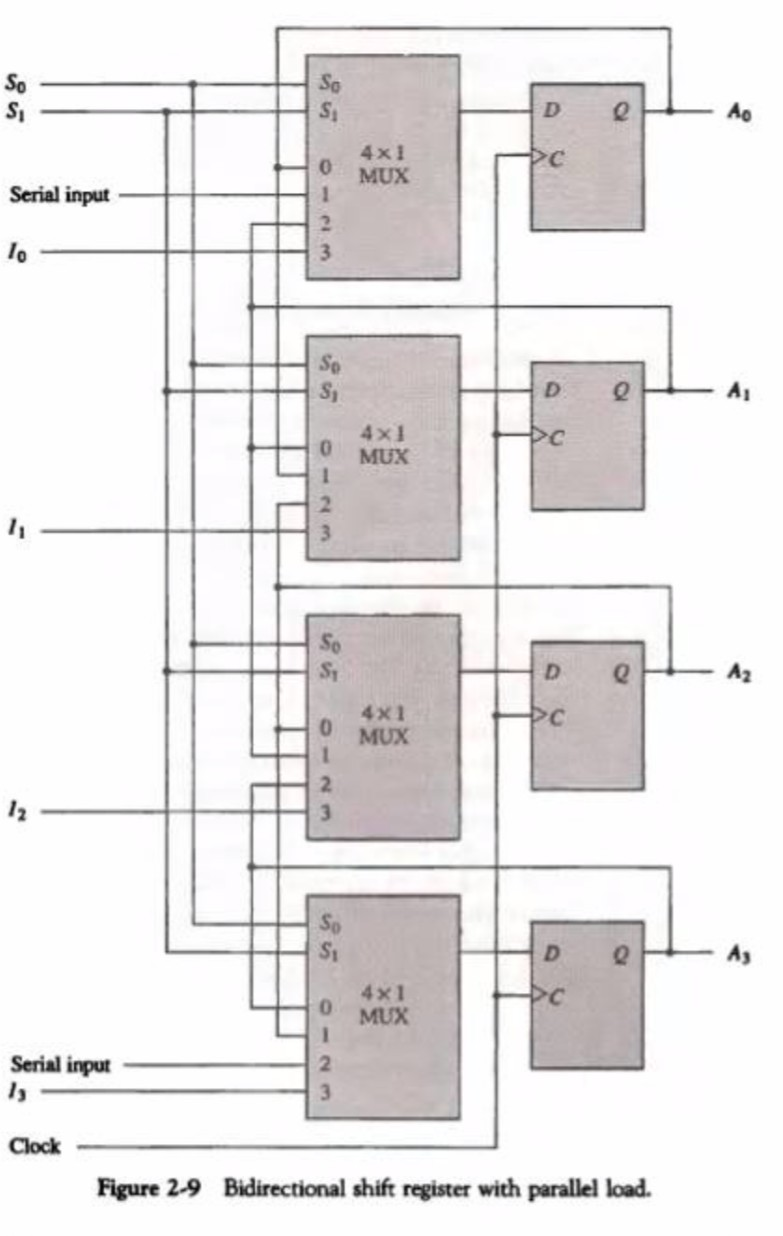 S0 S0
S1 S1 D Q A0
4×1
MUX
C
0
Serial input 1
2
I0 3
S0
S1 D Q A1
4×1
MUX
C
0
1
2
I1 3
S0
S1 D Q A2
4×1
MUX
C
0
1
2
I2 3
S0
S1 D Q A3
4×1
MUX
C
0
1
Serial input 2
I3 3
Clock
Figure 2-9 Bidirectional shift register with parallel load.